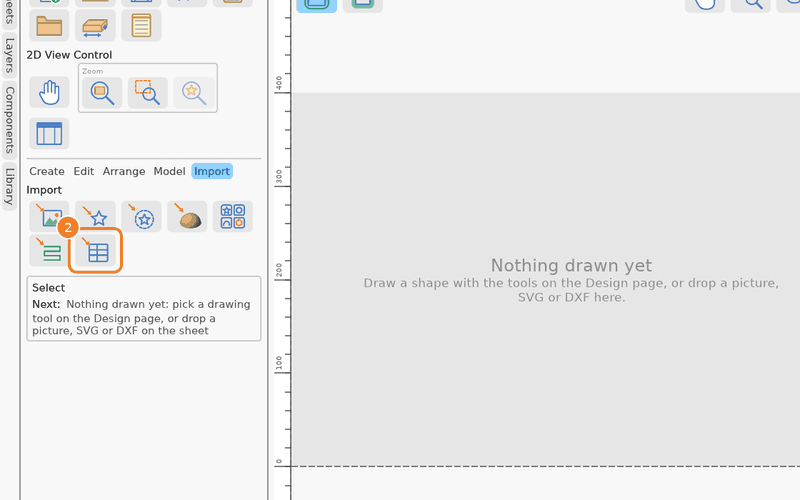 Layers
Components
Library
2D View Control
Zoom
Create Edit Arrange Model Import
Import
2
Select
Next: Nothing drawn yet: pick a drawing
tool on the Design page, or drop a
picture, SVG or DXF on the sheet
400
300
200
100
0
Nothing drawn yet
Draw a shape with the tools on the Design page, or drop a picture,
SVG or DXF here.